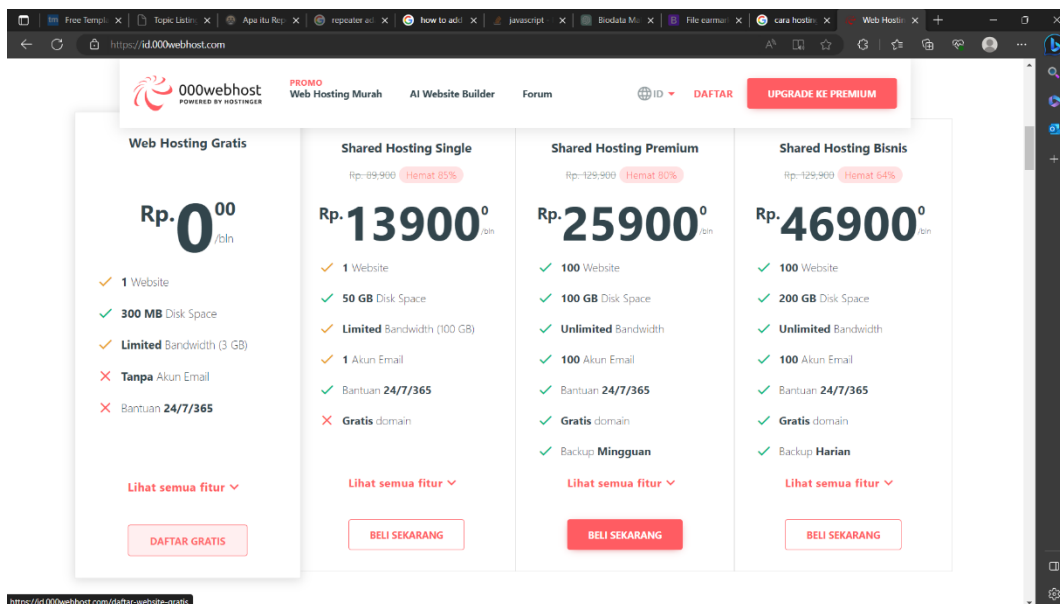 Free Templ
Topic Listing
Apa itu Rep
repeater ad
how to add
javascript -
Biodata Ma
File earmar
cara hostin
Web Hostin
https://id.000webhost.com
000webhost
POWERED BY HOSTINGER
PROMO
Web Hosting Murah
AI Website Builder
Forum
ID
DAFTAR
UPGRADE KE PREMIUM
Web Hosting Gratis
Rp.0 00
/bln
1 Website
300 MB Disk Space
Limited Bandwidth (3 GB)
Tanpa Akun Email
Bantuan 24/7/365
Lihat semua fitur
DAFTAR GRATIS
Shared Hosting Single
Rp. 89,900 Hemat 85%
Rp.13900 0
/bln
1 Website
50 GB Disk Space
Limited Bandwidth (100 GB)
1 Akun Email
Bantuan 24/7/365
Gratis domain
Lihat semua fitur
BELI SEKARANG
Shared Hosting Premium
Rp. 129,900 Hemat 80%
Rp.25900 0
/bln
100 Website
100 GB Disk Space
Unlimited Bandwidth
100 Akun Email
Bantuan 24/7/365
Gratis domain
Backup Mingguan
Lihat semua fitur
BELI SEKARANG
Shared Hosting Bisnis
Rp. 129,900 Hemat 64%
Rp.46900 0
/bln
100 Website
200 GB Disk Space
Unlimited Bandwidth
100 Akun Email
Bantuan 24/7/365
Gratis domain
Backup Harian
Lihat semua fitur
BELI SEKARANG
https://id.000webhost.com/daftar-website-gratis